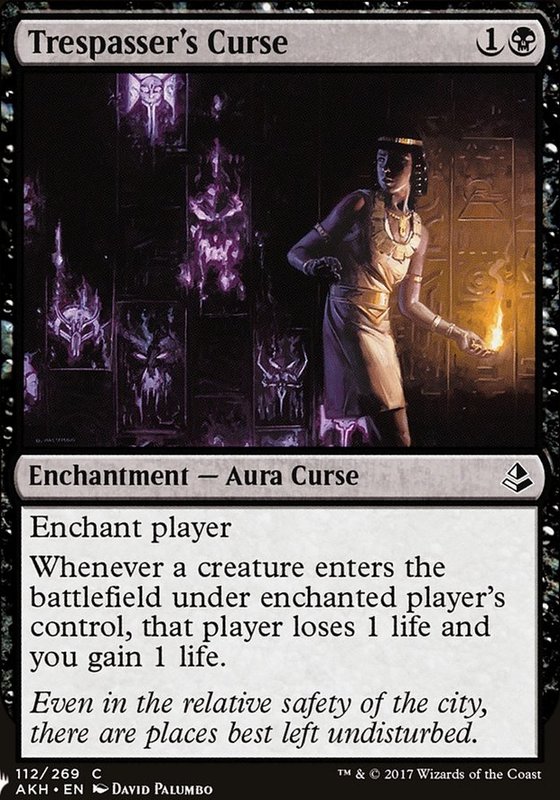 Trespasser's Curse 1
Enchantment — Aura Curse
Enchant player
Whenever a creature enters the
battlefield under enchanted player's
control, that player loses 1 life and
you gain 1 life.
Even in the relative safety of the city,
there are places best left undisturbed.
112/269 C
AKH • EN DAVID PALUMBO
™ & © 2017 Wizards of the Coast